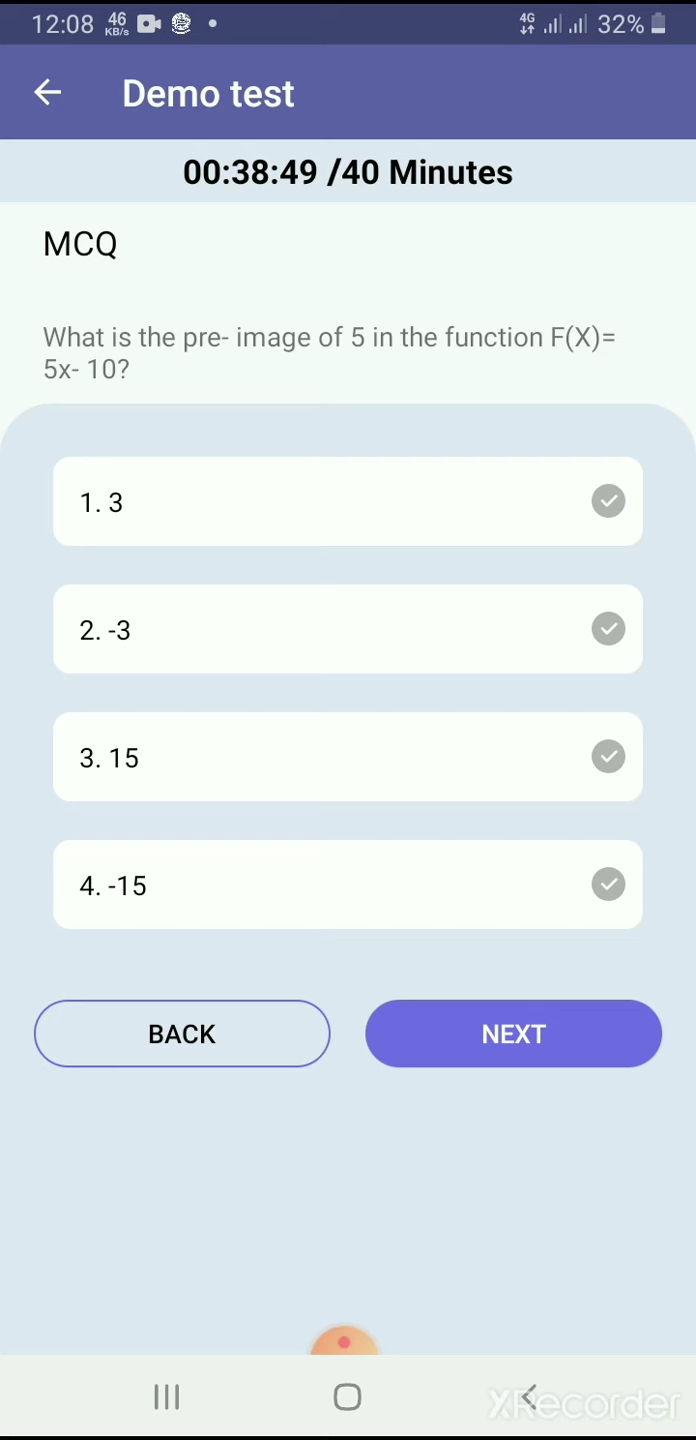 12:08 46 KB/s 4G 32%
Demo test
00:38:49 /40 Minutes
MCQ
What is the pre- image of 5 in the function F(X)=
5x- 10?
1. 3
2. -3
3. 15
4. -15
BACK NEXT
XRecorder